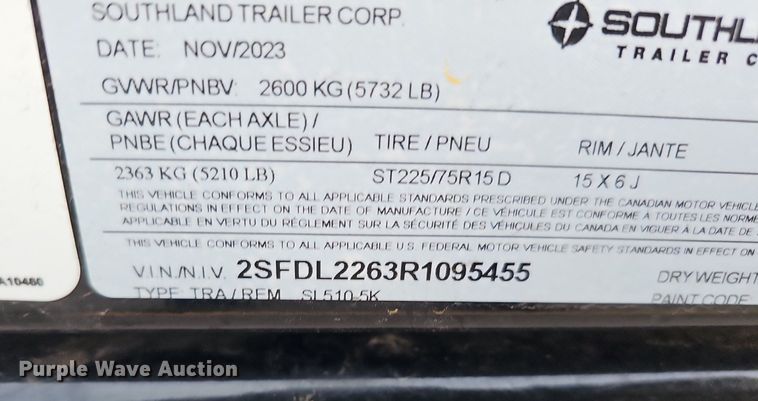 SOUTHLAND TRAILER CORP.
SOUTHL
TRAILER C
DATE: NOV/2023
GVWR/PNBV: 2600 KG (5732 LB)
GAWR (EACH AXLE) /
PNBE (CHAQUE ESSIEU) TIRE / PNEU RIM / JANTE
2363 KG (5210 LB) ST225/75R15 D 15 X 6 J
THIS VEHICLE CONFORMS TO ALL APPLICABLE STANDARDS PRESCRIBED UNDER THE CANADIAN MOTOR VEHICLE
REGULATIONS IN EFFECT ON THE DATE OF MANUFACTURE / CE VÉHICULE EST CONFORME À TOUTES LES NORME
APPLICABLE EN VERTU DU RÈGLEMENT SUR LA SÉCURITÉ DES VÉHICULES DU CANADA EN VIGUER À LA DATE DE
THIS VEHICLE CONFORMS TO ALL APPLICABLE U.S. FEDERAL MOTOR VEHICLE SAFETY STANDARDS IN EFFECT ON
V.I.N./N.I.V. 2SFDL2263R1095455 DRY WEIGHT
TYPE: TRA / REM SL510-5K PAINT CODE
A10460
Purple Wave Auction